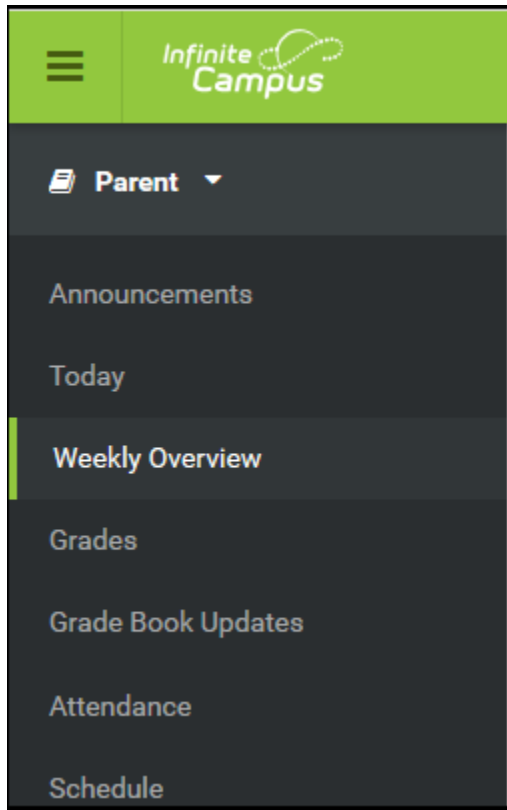 Infinite
Campus
Parent
Announcements
Today
Weekly Overview
Grades
Grade Book Updates
Attendance
Schedule